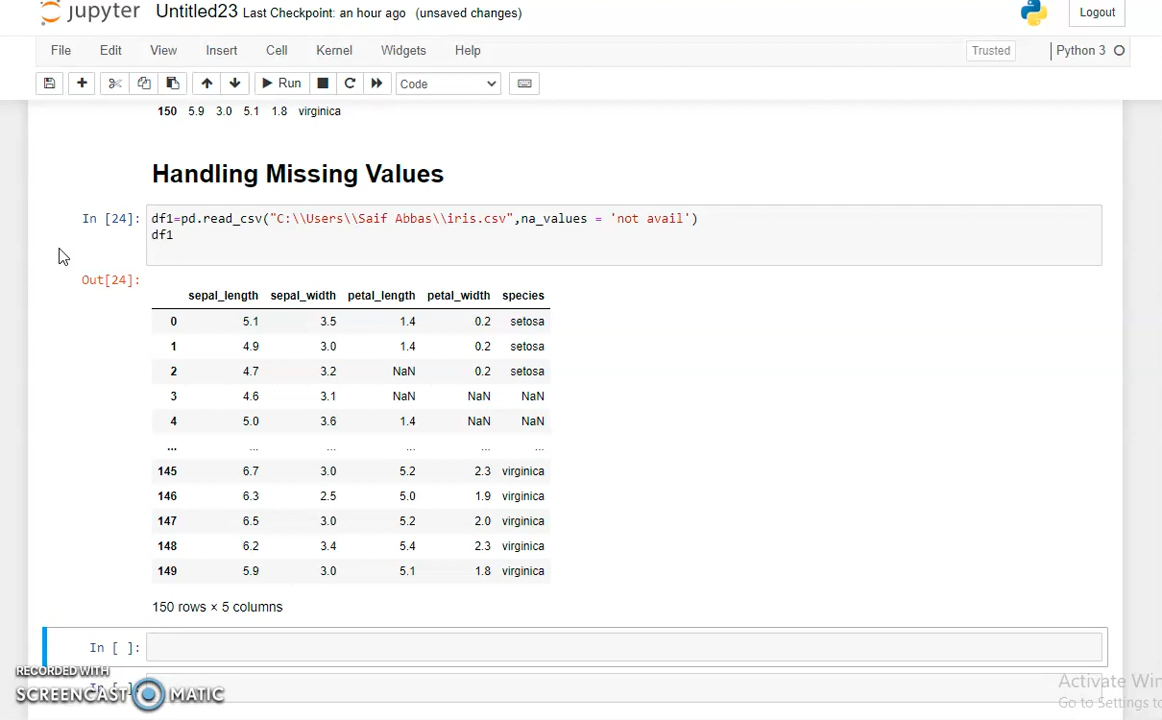 jupyter Untitled23 Last Checkpoint: an hour ago (unsaved changes) Logout
File Edit View Insert Cell Kernel Widgets Help Trusted Python 3
Run Code
150 5.9 3.0 5.1 1.8 virginica
Handling Missing Values
In [24]: df1=pd.read_csv("C:\\Users\\Saif Abbas\\iris.csv",na_values = 'not avail')
df1
Out[24]:
sepal_length sepal_width petal_length petal_width species
0 5.1 3.5 1.4 0.2 setosa
1 4.9 3.0 1.4 0.2 setosa
2 4.7 3.2 NaN 0.2 setosa
3 4.6 3.1 NaN NaN NaN
4 5.0 3.6 1.4 NaN NaN
... ... ... ... ... ...
145 6.7 3.0 5.2 2.3 virginica
146 6.3 2.5 5.0 1.9 virginica
147 6.5 3.0 5.2 2.0 virginica
148 6.2 3.4 5.4 2.3 virginica
149 5.9 3.0 5.1 1.8 virginica
150 rows × 5 columns
In [ ]:
RECORDED WITH
SCREENCAST MATIC
Activate Win
Go to Settings to